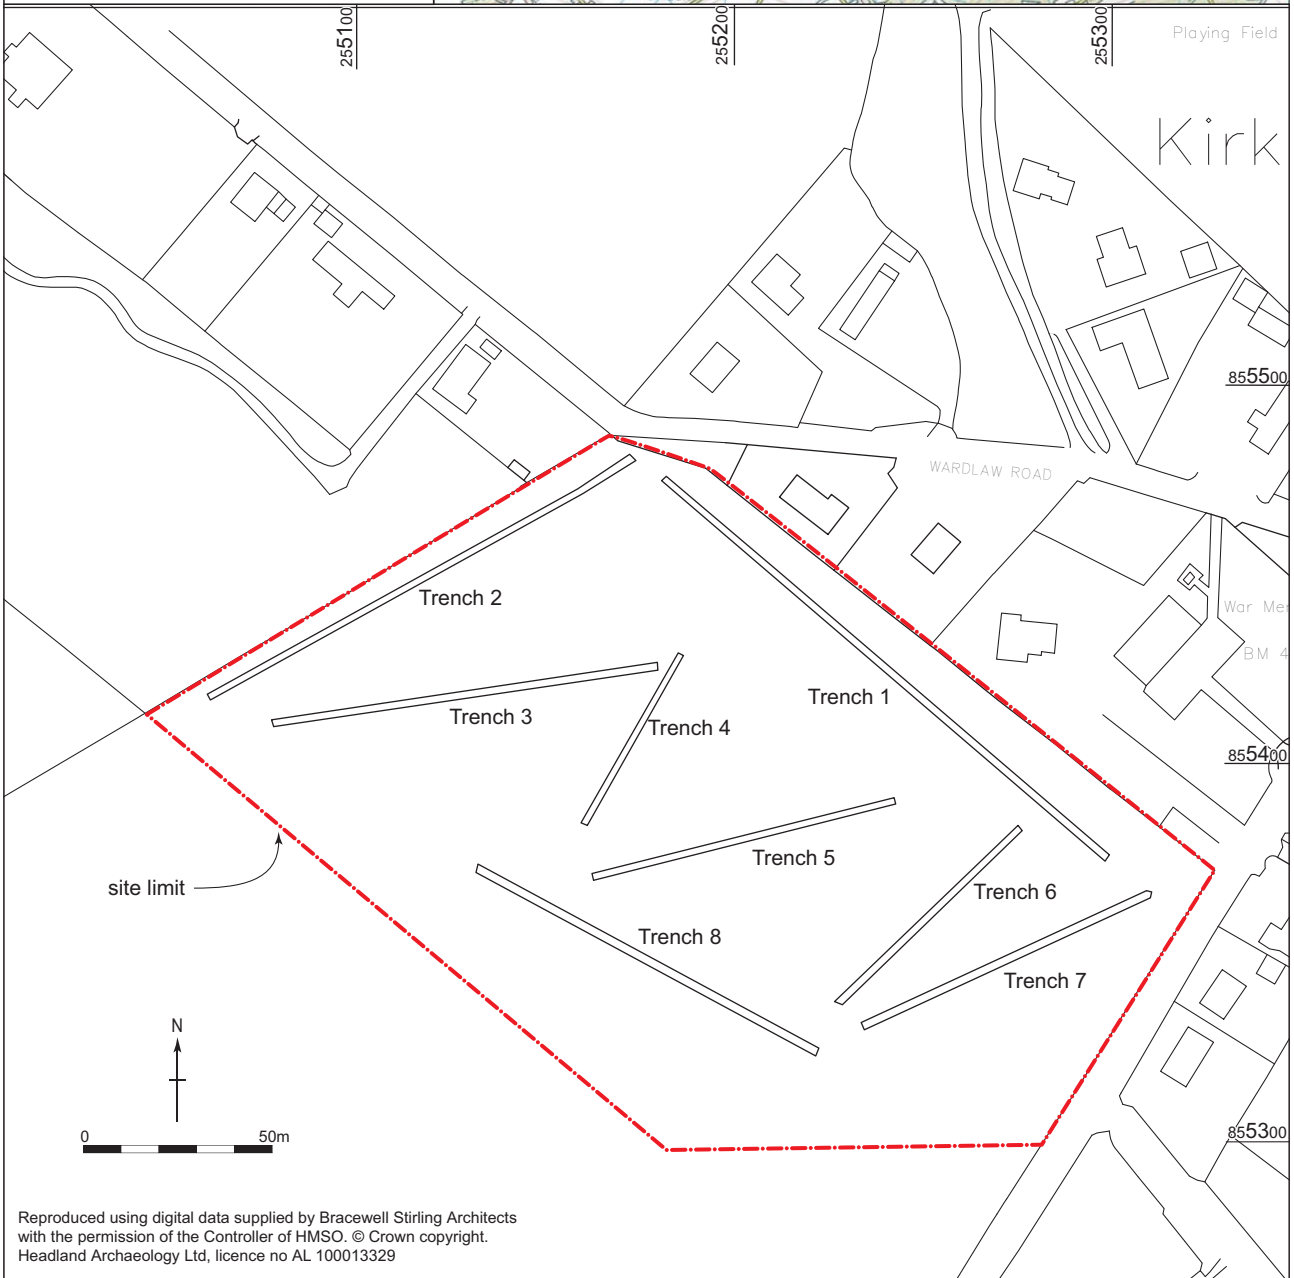 255100
255200
255300
Playing Field
Kirk
855500
WARDLAW ROAD
Trench 2
War Mem
BM 4
Trench 1
Trench 3
Trench 4
855400
Trench 5
site limit
Trench 6
Trench 8
Trench 7
N
0 50m
855300
Reproduced using digital data supplied by Bracewell Stirling Architects
with the permission of the Controller of HMSO. © Crown copyright.
Headland Archaeology Ltd, licence no AL 100013329